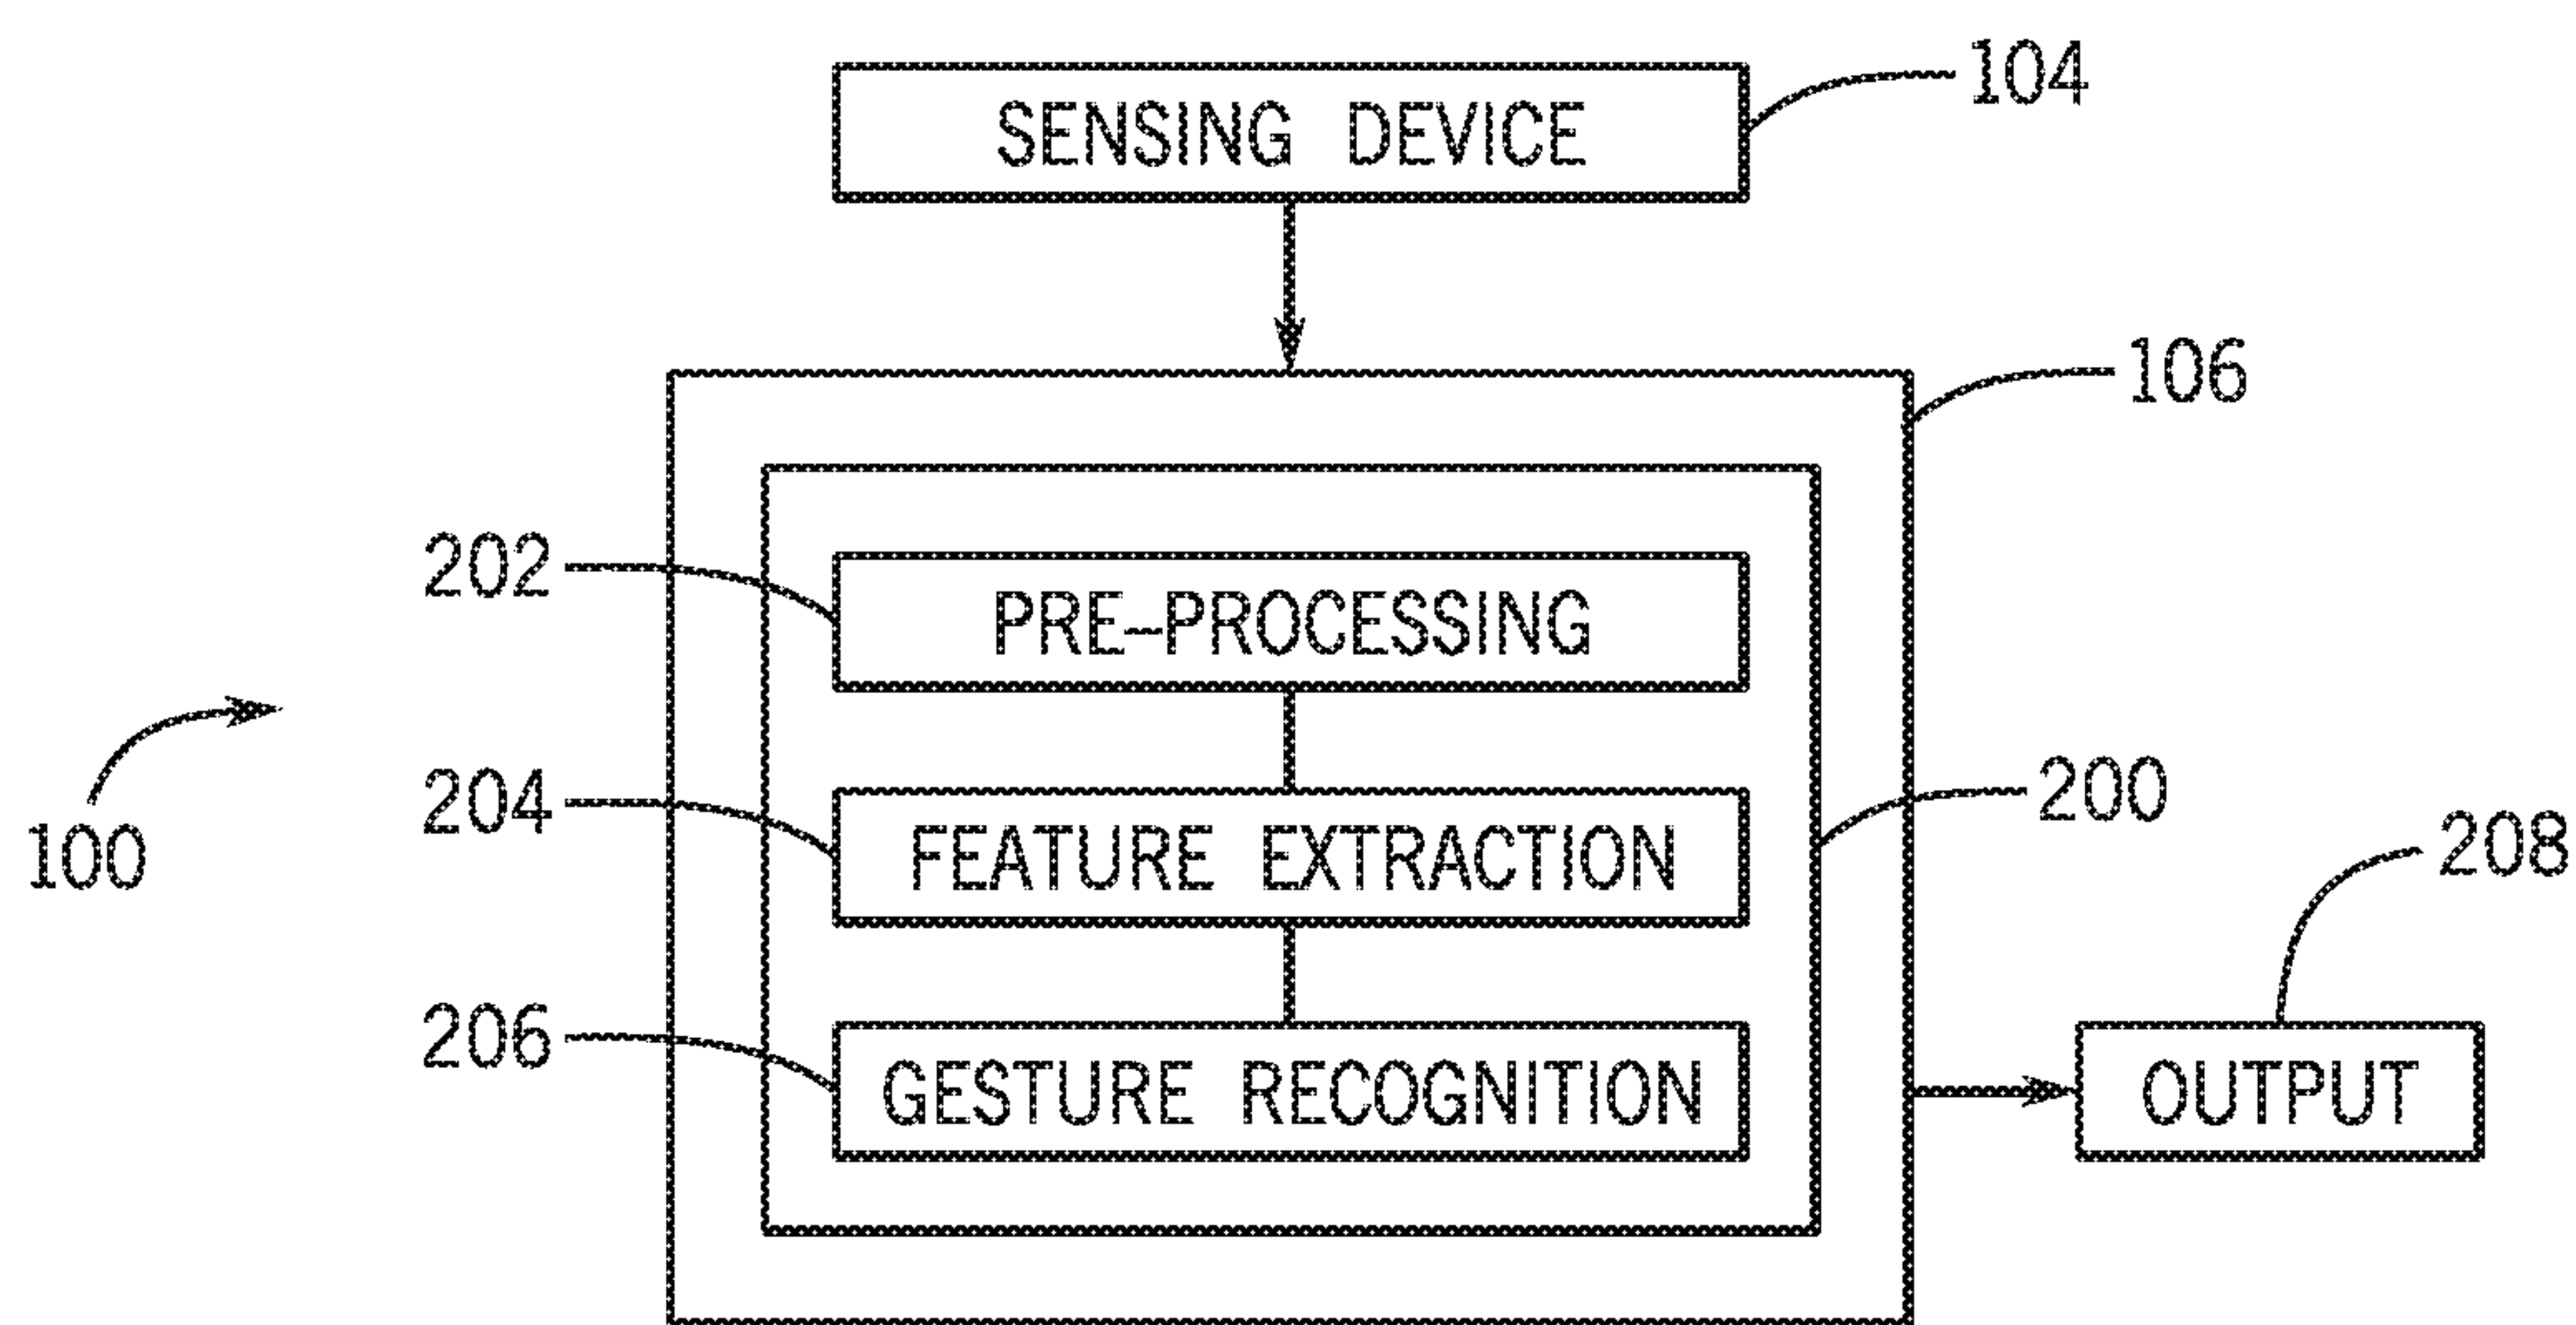 SENSING DEVICE
104
106
202
PRE-PROCESSING
100
204
FEATURE EXTRACTION
200
208
206
GESTURE RECOGNITION
OUTPUT